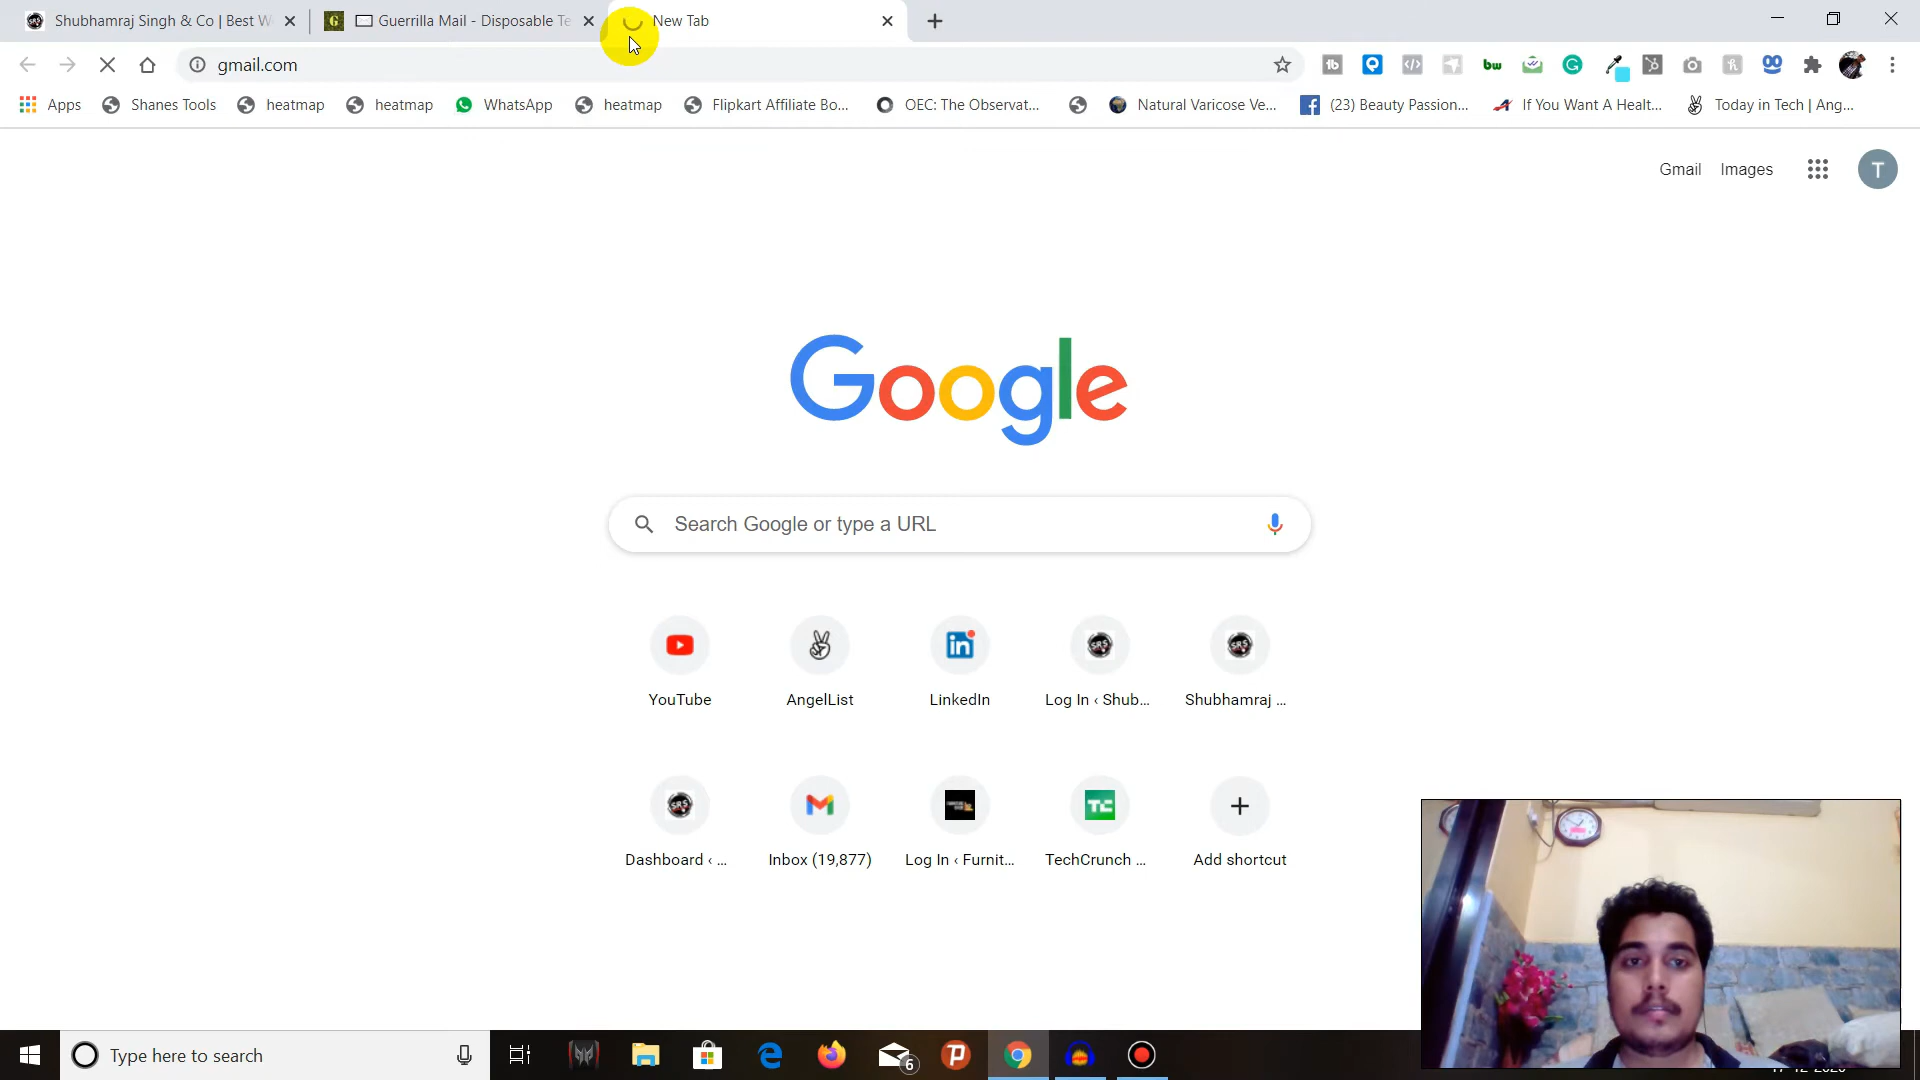 Shubhamraj Singh & Co | Best W
Guerrilla Mail - Disposable Te
New Tab
gmail.com
Apps
Shanes Tools
heatmap
heatmap
WhatsApp
heatmap
Flipkart Affiliate Bo...
OEC: The Observat...
Natural Varicose Ve...
(23) Beauty Passion...
If You Want A Healt...
Today in Tech | Ang...
Gmail
Images
T
Google
Search Google or type a URL
YouTube
AngelList
LinkedIn
Log In ‹ Shub...
Shubhamraj ...
Dashboard ‹ ...
Inbox (19,877)
Log In ‹ Furnit...
TechCrunch ...
Add shortcut
Type here to search
6